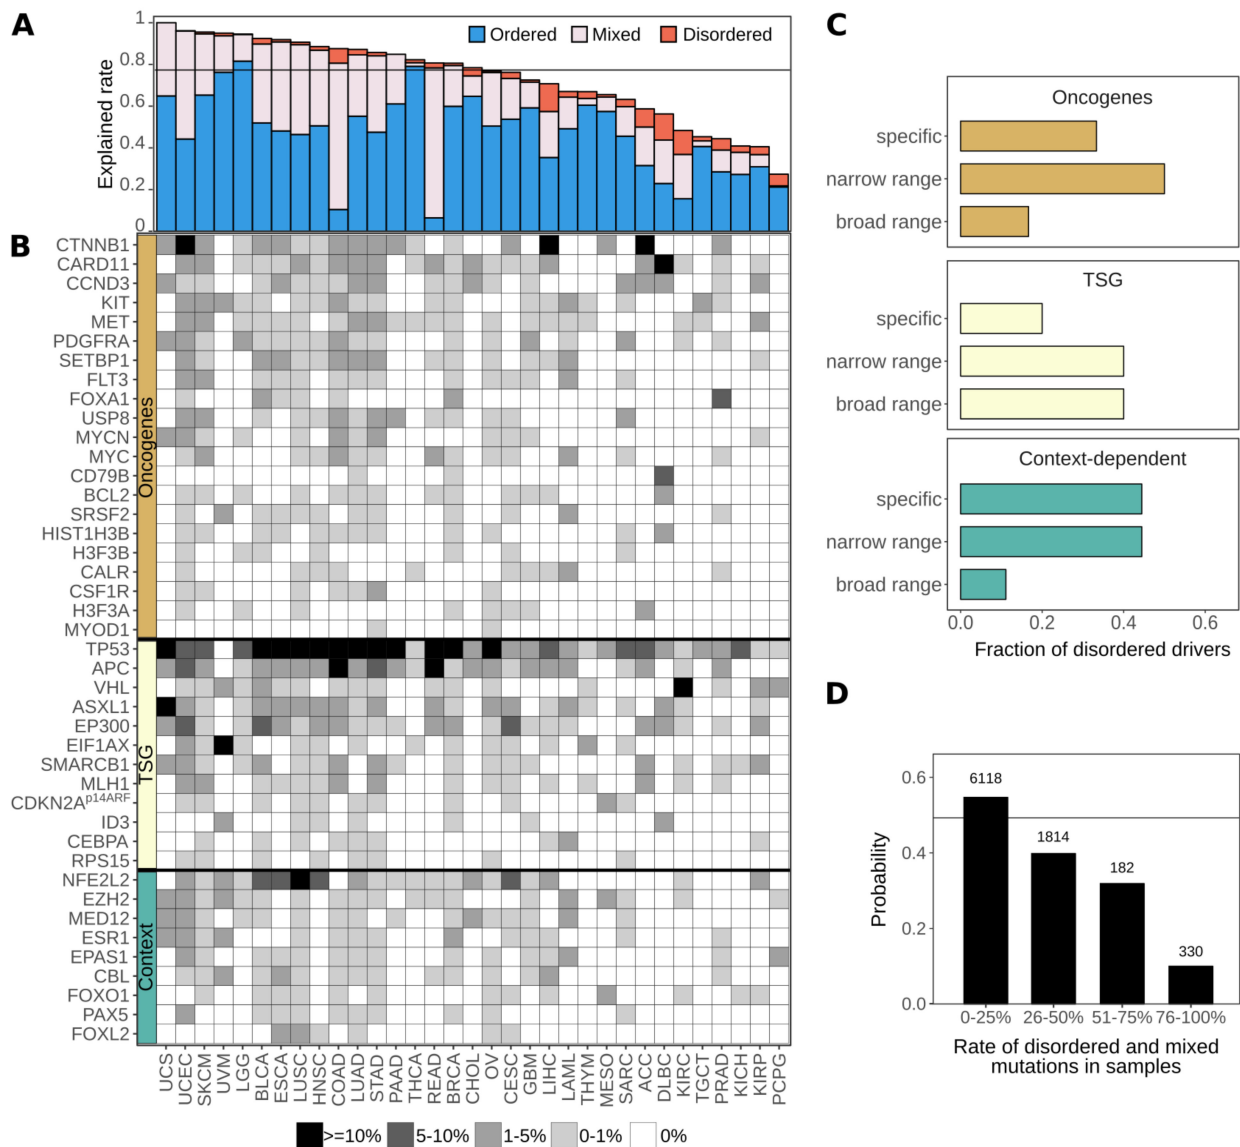 A
Explained rate
1
0.8
0.6
0.4
0.2
0
Ordered
Mixed
Disordered
B
Oncogenes
CTNNB1
CARD11
CCND3
KIT
MET
PDGFRA
SETBP1
FLT3
FOXA1
USP8
MYCN
MYC
CD79B
BCL2
SRSF2
HIST1H3B
H3F3B
CALR
CSF1R
H3F3A
MYOD1
TSG
TP53
APC
VHL
ASXL1
EP300
EIF1AX
SMARCB1
MLH1
CDKN2Ap14ARF
ID3
CEBPA
RPS15
Context
NFE2L2
EZH2
MED12
ESR1
EPAS1
CBL
FOXO1
PAX5
FOXL2
UCS
UCEC
SKCM
UVM
LGG
BLCA
ESCA
LUSC
HNSC
COAD
LUAD
STAD
PAAD
THCA
READ
BRCA
CHOL
OV
CESC
GBM
LIHC
LAML
THYM
MESO
SARC
ACC
DLBC
KIRC
TGCT
PRAD
KICH
KIRP
PCPG
>=10%
5-10%
1-5%
0-1%
0%
C
Oncogenes
specific
narrow range
broad range
TSG
specific
narrow range
broad range
Context-dependent
specific
narrow range
broad range
0.0
0.2
0.4
0.6
Fraction of disordered drivers
D
Probability
0.6
0.4
0.2
0.0
6118
1814
182
330
0-25%
26-50%
51-75%
76-100%
Rate of disordered and mixed
mutations in samples